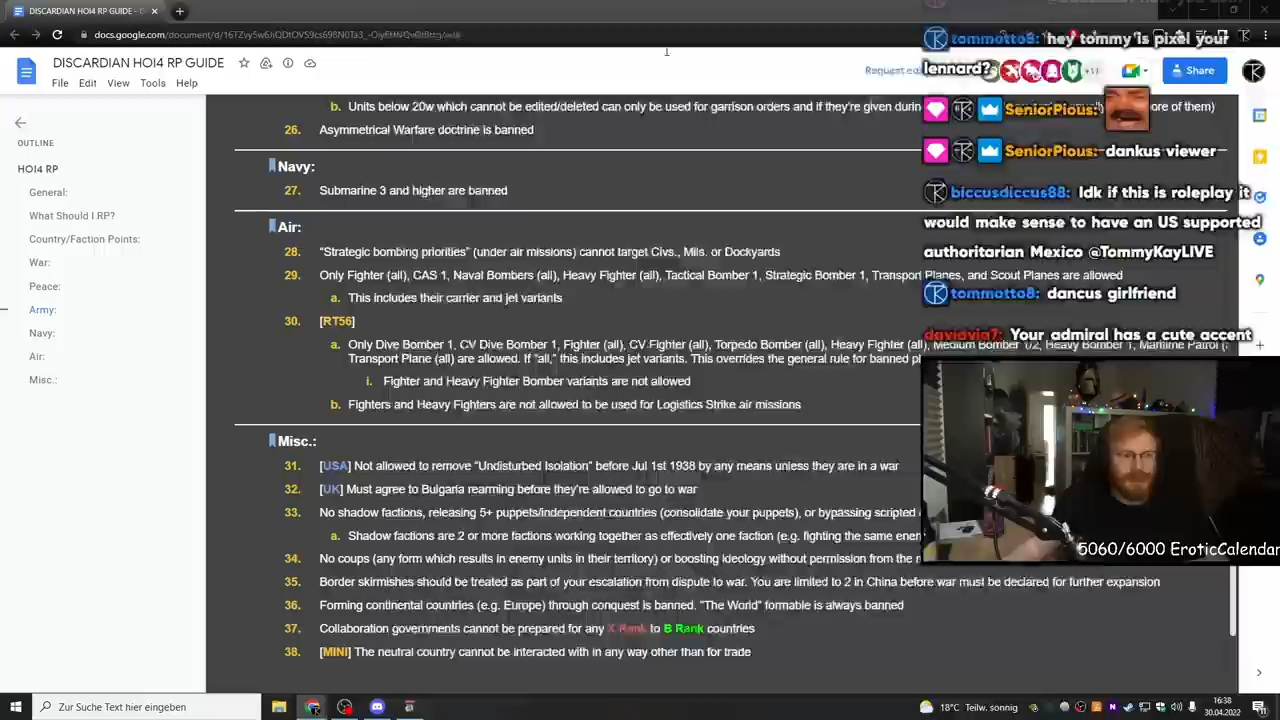 DISCARDIAN HOI4 RP GUIDE - G
docs.google.com/document/d/
DISCARDIAN HOI4 RP GUIDE
File Edit View Tools Help
Share
OUTLINE
HOI4 RP
General:
What Should I RP?
Country/Faction Points:
War:
Peace:
Army:
Navy:
Air:
Misc.:
b. Units below 20w which cannot be edited/deleted can only be used for garrison orders and if they're given
26. Asymmetrical Warfare doctrine is banned
Navy:
27. Submarine 3 and higher are banned
Air:
28. "Strategic bombing priorities" (under air missions) cannot target Civs., Mils. or Dockyards
29. Only Fighter (all), CAS 1, Naval Bombers (all), Heavy Fighter (all), Tactical Bomber 1, Strategic Bomber 1, Transport Planes, and Scout Planes are allowed
a. This includes their carrier and jet variants
30. [RT56]
a. Only Dive Bomber 1, CV Dive Bomber 1, Fighter (all), CV Fighter (all), Torpedo Bomber (all), Heavy Fighter (all),
Transport Plane (all) are allowed. If "all," this includes jet variants. This overrides the general rule for banned
i. Fighter and Heavy Fighter Bomber variants are not allowed
b. Fighters and Heavy Fighters are not allowed to be used for Logistics Strike air missions
Misc.:
31. [USA] Not allowed to remove "Undisturbed Isolation" before Jul 1st 1938 by any means unless they are in a war
32. [UK] Must agree to Bulgaria rearming before they're allowed to go to war
33. No shadow factions, releasing 5+ puppets/independent countries (consolidate your puppets), or bypassing scripted
a. Shadow factions are 2 or more factions working together as effectively one faction (e.g. fighting the same
34. No coups (any form which results in enemy units in their territory) or boosting ideology without permission from the
35. Border skirmishes should be treated as part of your escalation from dispute to war. You are limited to 2 in China before war must be declared for further expansion
36. Forming continental countries (e.g. Europe) through conquest is banned. "The World" formable is always banned
37. Collaboration governments cannot be prepared for any X Rank to B Rank countries
38. [MINI] The neutral country cannot be interacted with in any way other than for trade
tommotto8: hey tommy is pixel your
lennard?
SeniorPious:
SeniorPious: dankus viewer
biccusdiccus88: Idk if this is roleplay it
would make sense to have an US supported
authoritarian Mexico @TommyKayLIVE
tommotto8: dancus girlfriend
davidvia7: Your admiral has a cute accent
5060/6000 EroticCalendar
Zur Suche Text hier eingeben
18°C Teilw. sonnig
16:38
30.04.2022